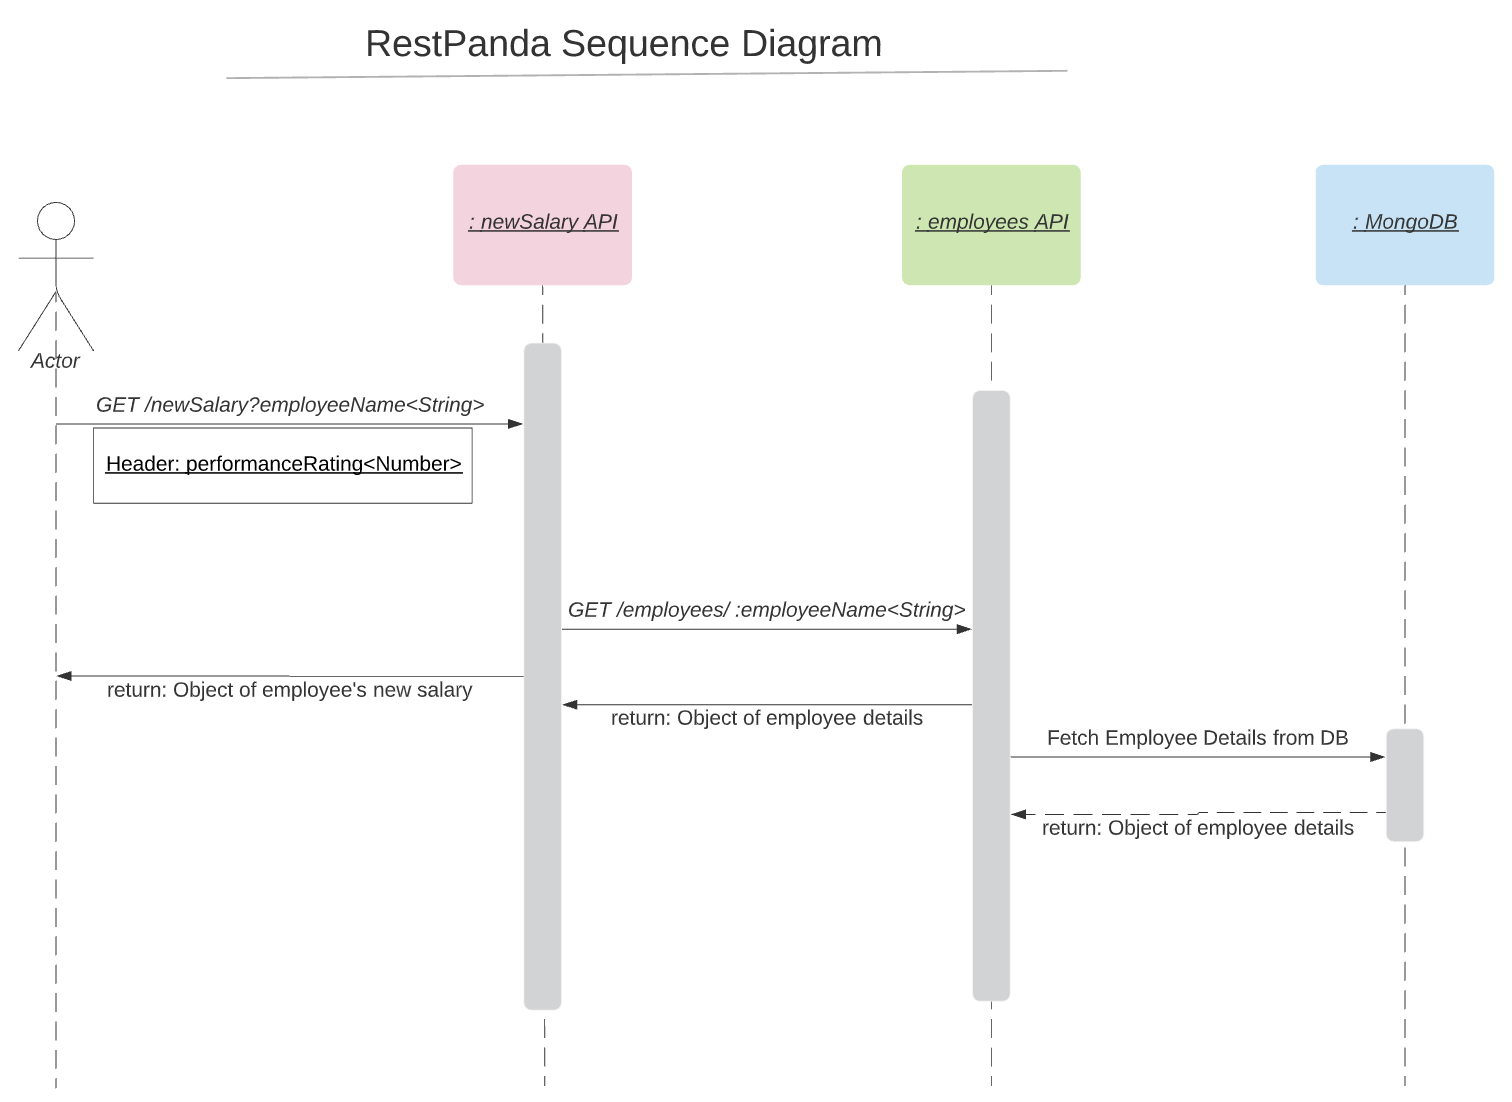 RestPanda Sequence Diagram
: newSalary API
: employees API
: MongoDB
Actor
GET /newSalary?employeeName<String>
Header: performanceRating<Number>
GET /employees/ :employeeName<String>
return: Object of employee's new salary
return: Object of employee details
Fetch Employee Details from DB
return: Object of employee details